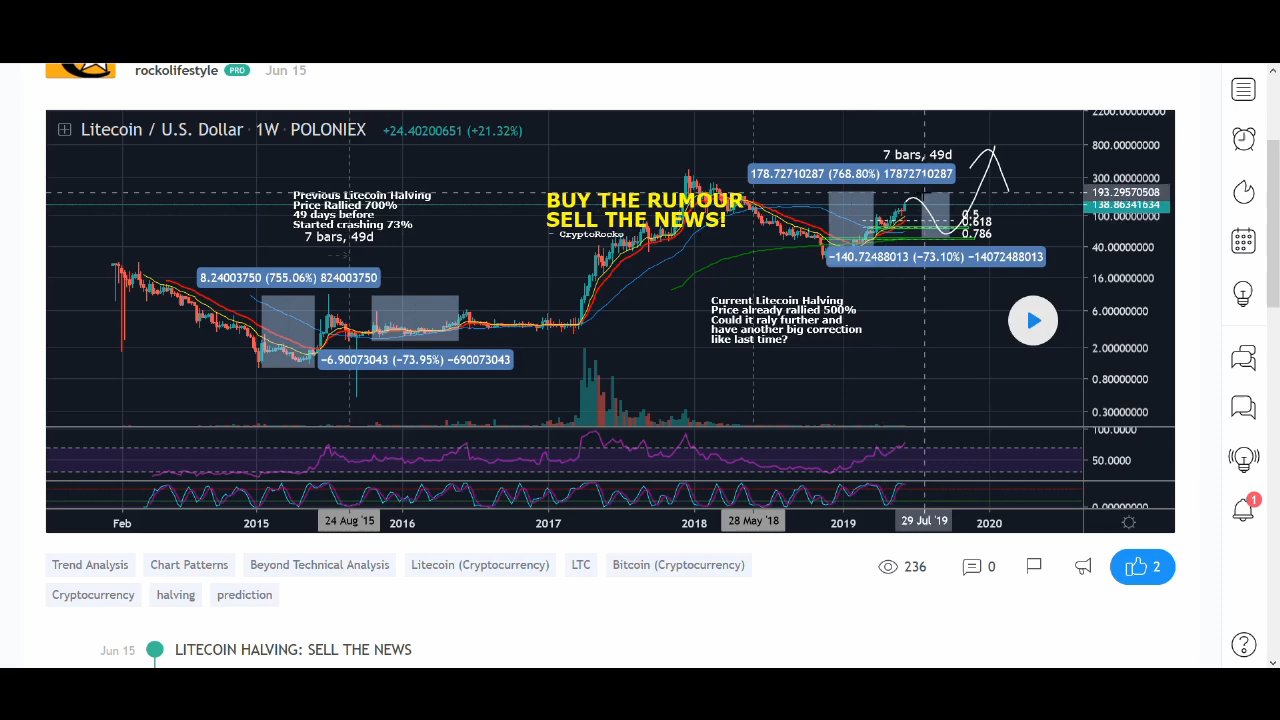 rockolifestyle PRO Jun 15
Litecoin / U.S. Dollar · 1W · POLONIEX +24.40200651 (+21.32%)
2200.00000000
800.00000000
300.00000000
193.29570508
138.86341634
100.00000000
40.00000000
16.00000000
6.00000000
2.00000000
0.80000000
0.30000000
100.0000
50.0000
0.00000000
7 bars, 49d
178.72710287 (768.80%) 17872710287
Previous Litecoin Halving
Price Rallied 700%
49 days before
Started crashing 73%
7 bars, 49d
BUY THE RUMOUR
SELL THE NEWS!
~ CryptoRocko
0.5
0.618
0.786
−140.72488013 (−73.10%) −14072488013
8.24003750 (755.06%) 824003750
−6.90073043 (−73.95%) −690073043
Current Litecoin Halving
Price already rallied 500%
Could it raly further and
have another big correction
like last time?
Feb 2015 24 Aug '15 2016 2017 2018 28 May '18 2019 29 Jul '19 2020
Trend Analysis Chart Patterns Beyond Technical Analysis Litecoin (Cryptocurrency) LTC Bitcoin (Cryptocurrency)
Cryptocurrency halving prediction
236 0 2
Jun 15 LITECOIN HALVING: SELL THE NEWS
1
?